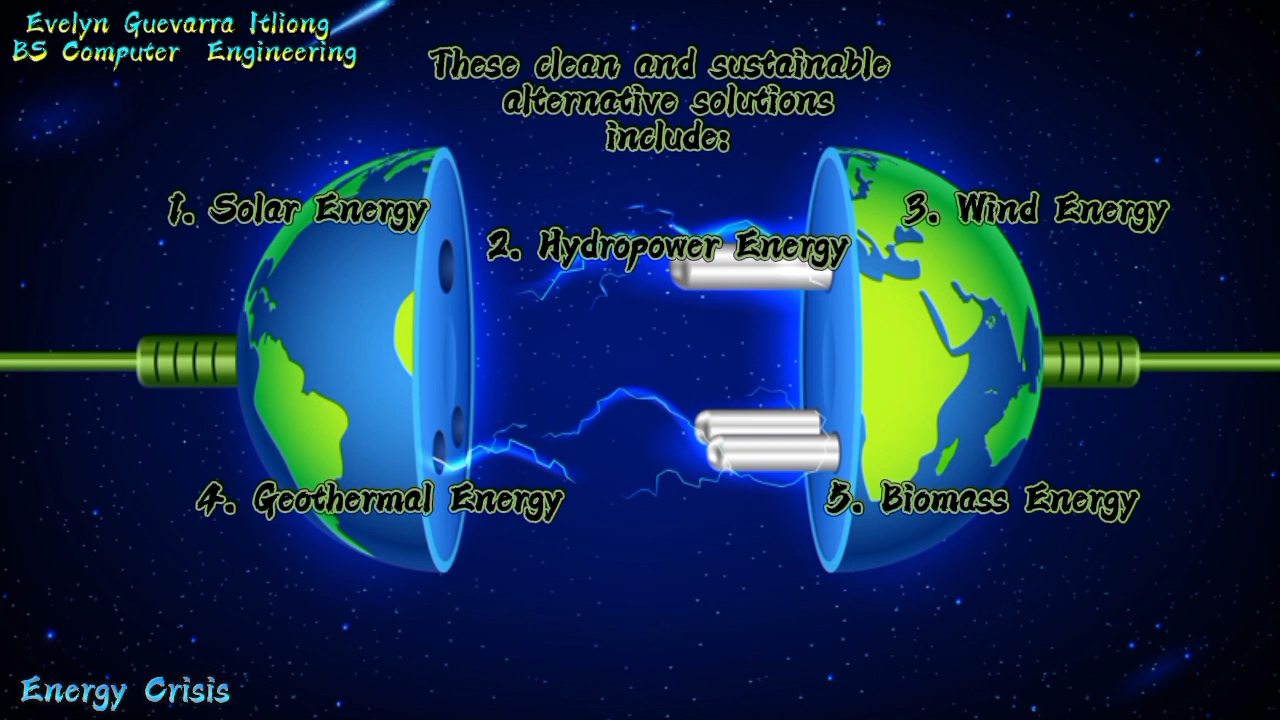 Evelyn Guevarra Itliong
BS Computer Engineering
These clean and sustainable
alternative solutions
include:
1. Solar Energy
2. Hydropower Energy
3. Wind Energy
4. Geothermal Energy
5. Biomass Energy
Energy Crisis